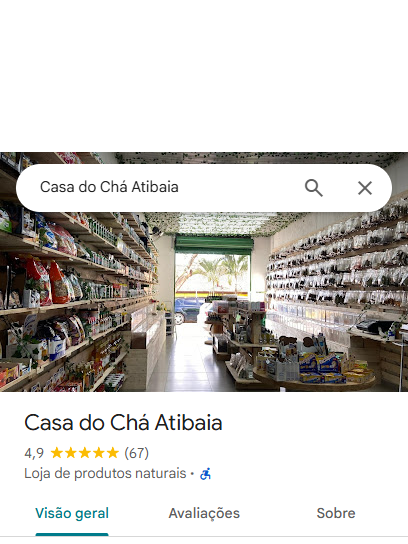 Casa do Chá Atibaia
Casa do Chá Atibaia
4,9 (67)
Loja de produtos naturais ·
Visão geral
Avaliações
Sobre